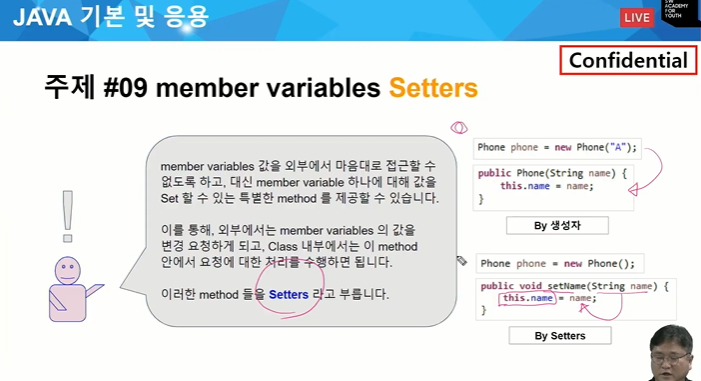 JAVA 기본 및 응용
LIVE
SW
ACADEMY
FOR
YOUTH
Confidential
주제 #09 member variables Setters
member variables 값을 외부에서 마음대로 접근할 수
없도록 하고, 대신 member variable 하나에 대해 값을
Set 할 수 있는 특별한 method 를 제공할 수 있습니다.
이를 통해, 외부에서는 member variables 의 값을
변경 요청하게 되고, Class 내부에서는 이 method
안에서 요청에 대한 처리를 수행하면 됩니다.
이러한 method 들을 Setters 라고 부릅니다.
Phone phone = new Phone("A");
public Phone(String name) {
this.name = name;
}
By 생성자
Phone phone = new Phone();
public void setName(String name) {
this.name = name;
}
By Setters